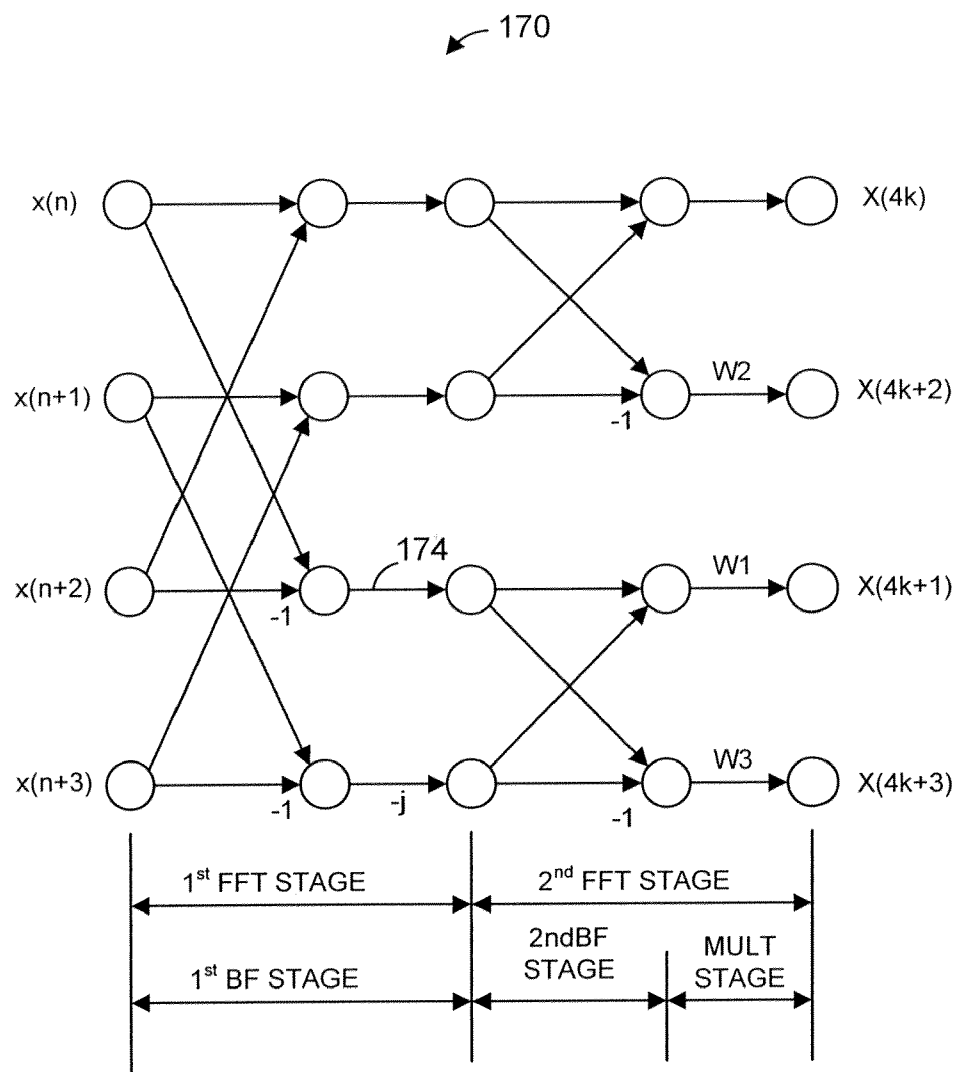 170
x(n)
X(4k)
x(n+1)
W2
X(4k+2)
-1
174
x(n+2)
W1
X(4k+1)
-1
x(n+3)
W3
X(4k+3)
-1
-j
-1
1st FFT STAGE
2nd FFT STAGE
2ndBF
STAGE
MULT
STAGE
1st BF STAGE